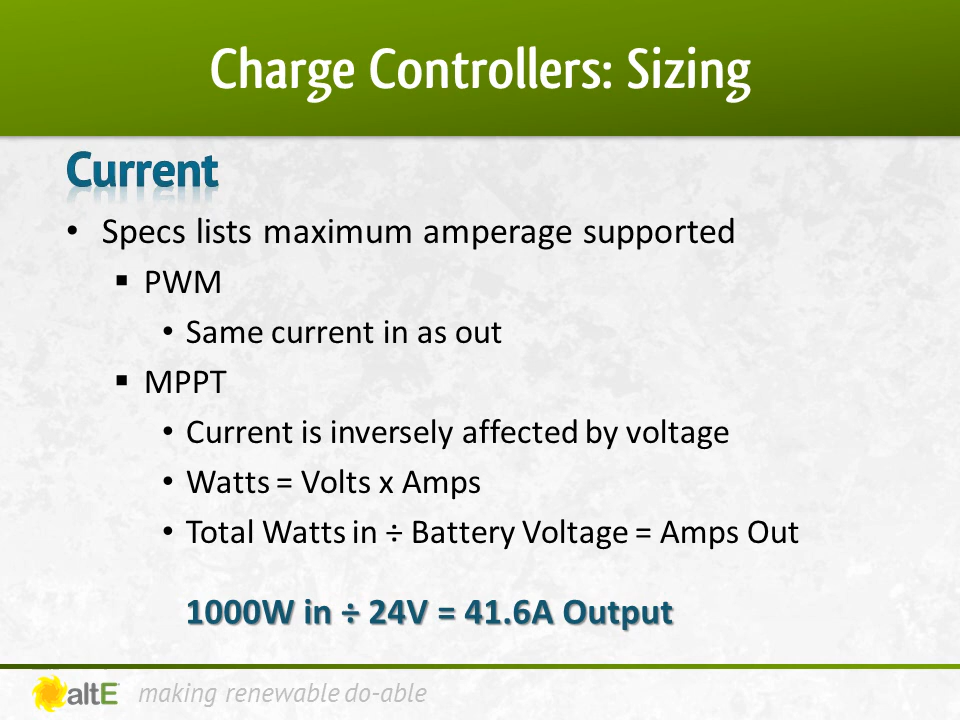 Charge Controllers: Sizing
Current
• Specs lists maximum amperage supported
▪ PWM
• Same current in as out
▪ MPPT
• Current is inversely affected by voltage
• Watts = Volts x Amps
• Total Watts in ÷ Battery Voltage = Amps Out
1000W in ÷ 24V = 41.6A Output
altE making renewable do-able